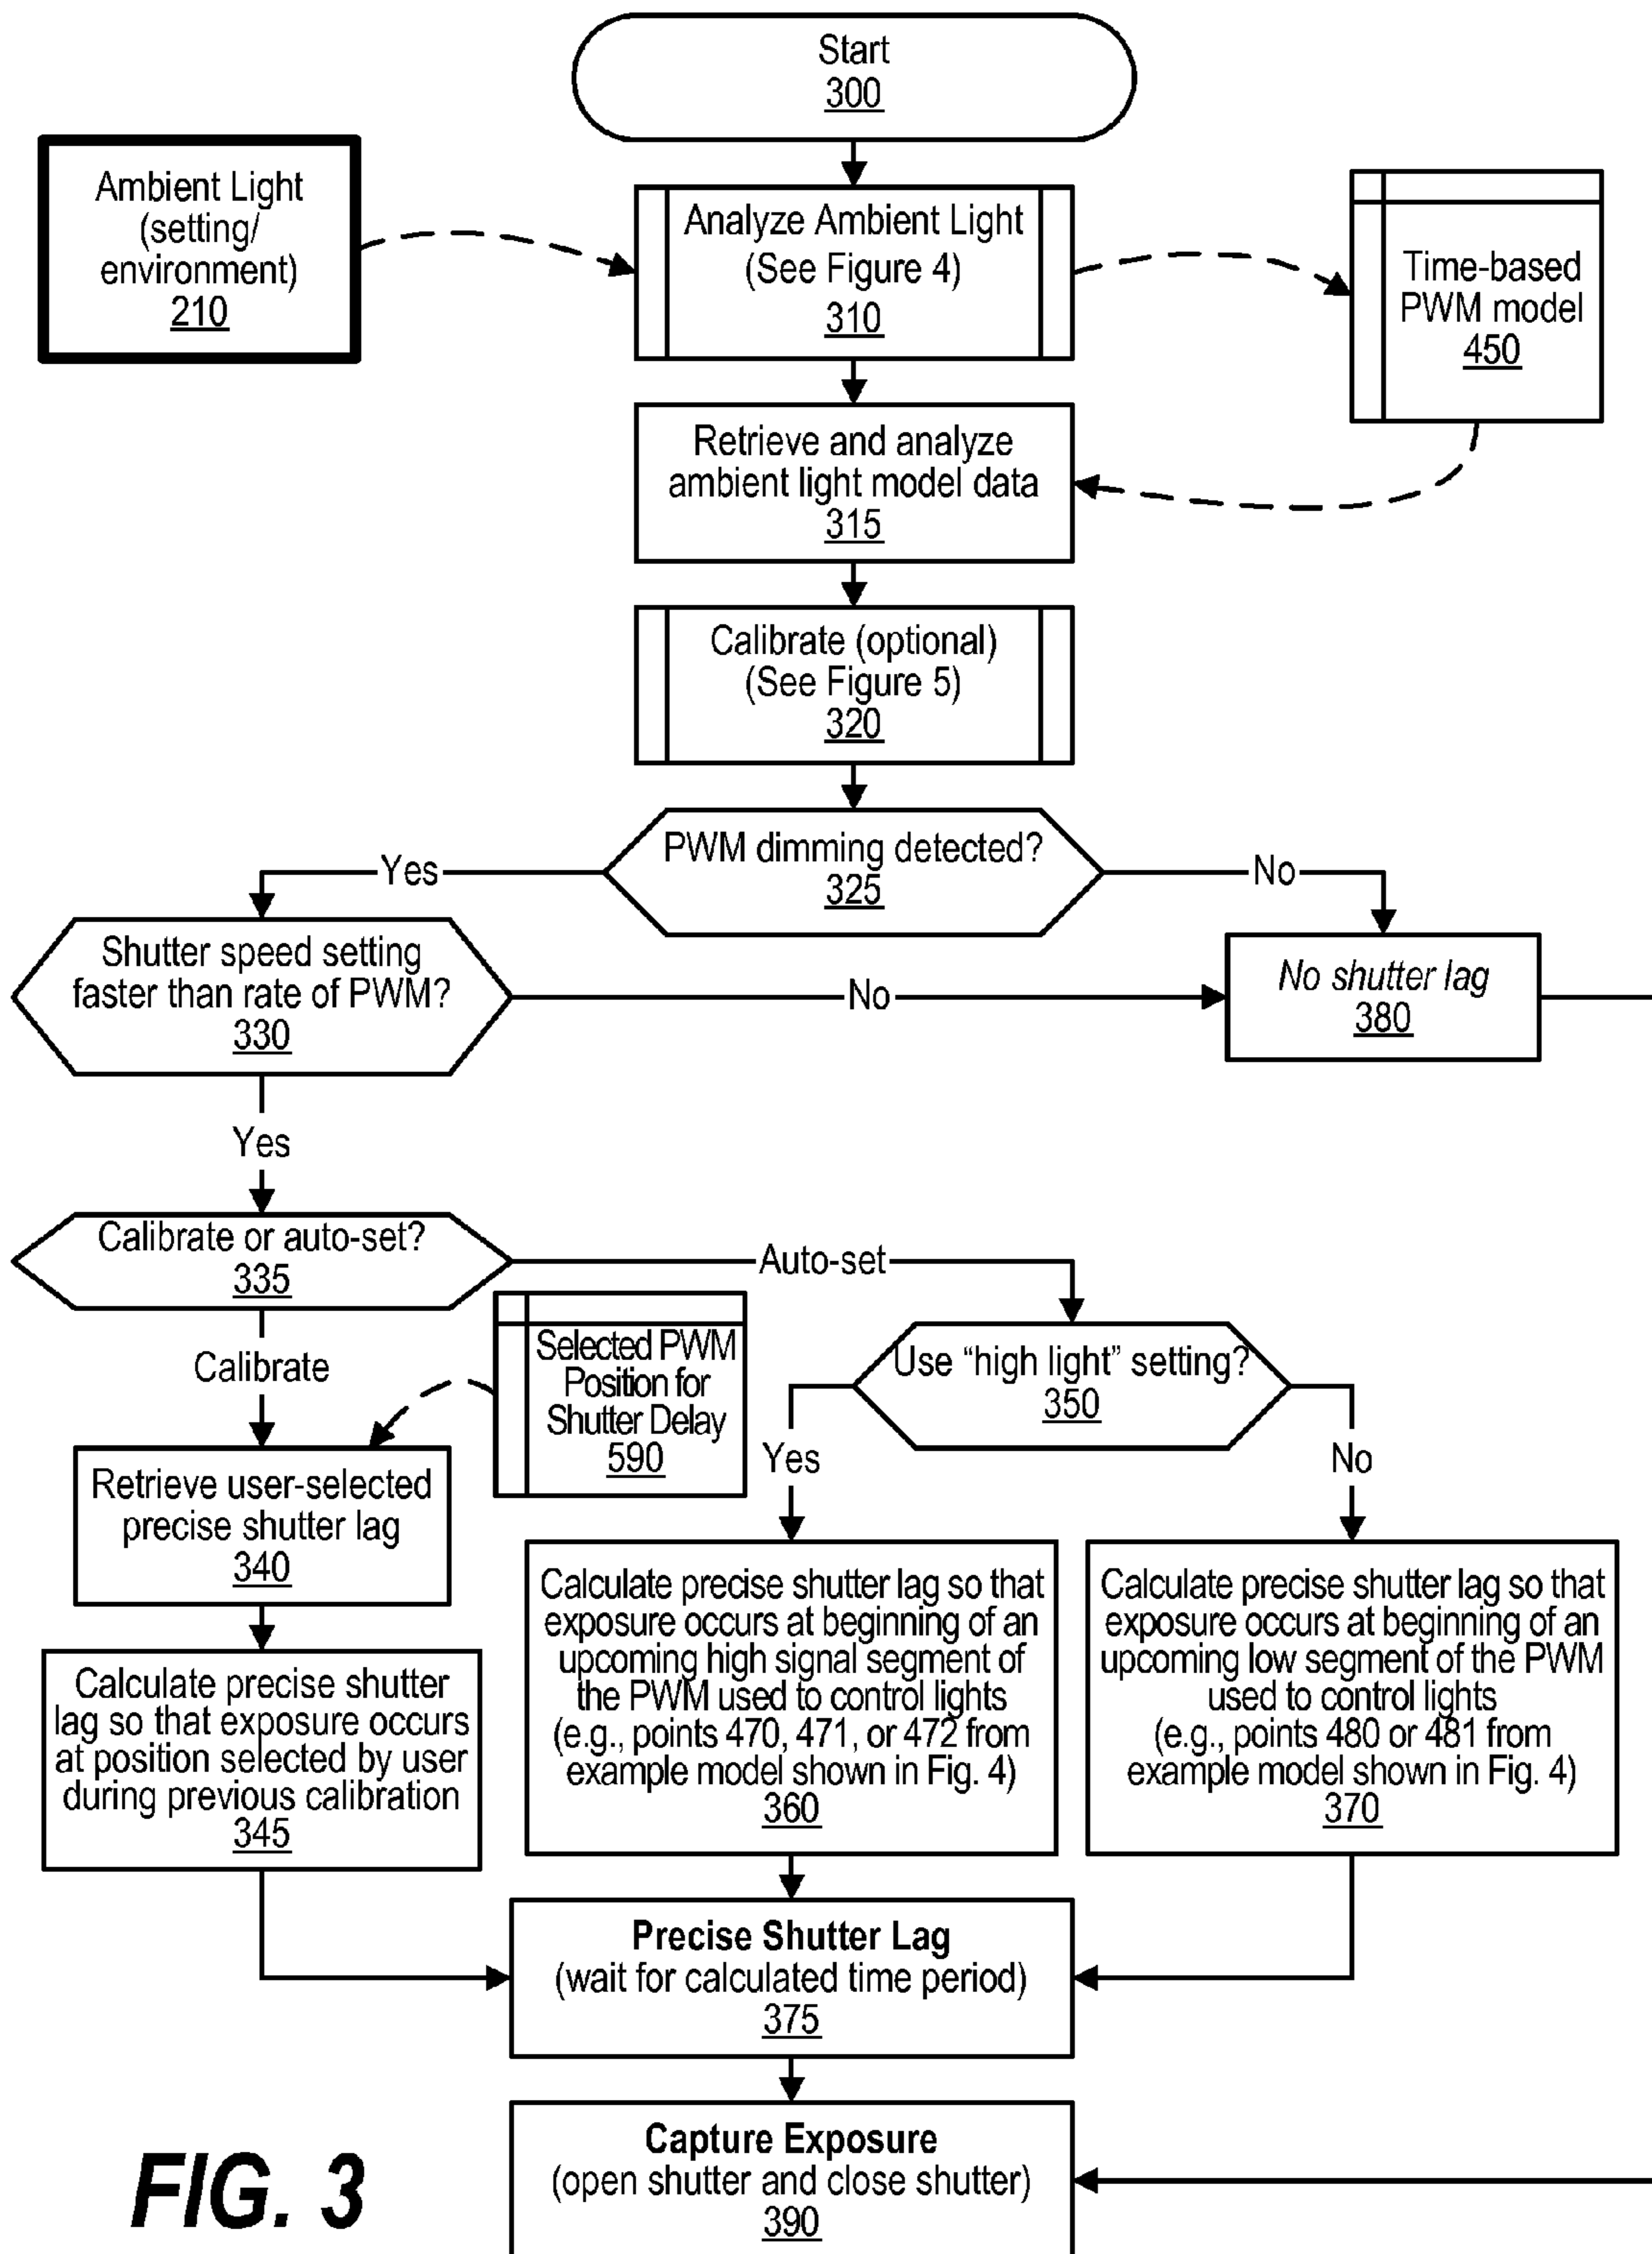 Start
300
Ambient Light
(setting/
environment)
210
Analyze Ambient Light
(See Figure 4)
310
Time-based
PWM model
450
Retrieve and analyze
ambient light model data
315
Calibrate (optional)
(See Figure 5)
320
PWM dimming detected?
325
Yes
No
Shutter speed setting
faster than rate of PWM?
330
No
No shutter lag
380
Yes
Calibrate or auto-set?
335
Auto-set
Calibrate
Selected PWM
Position for
Shutter Delay
590
Use “high light” setting?
350
Yes
No
Retrieve user-selected
precise shutter lag
340
Calculate precise shutter
lag so that exposure occurs
at position selected by user
during previous calibration
345
Calculate precise shutter lag so that
exposure occurs at beginning of an
upcoming high signal segment of
the PWM used to control lights
(e.g., points 470, 471, or 472 from
example model shown in Fig. 4)
360
Calculate precise shutter lag so that
exposure occurs at beginning of an
upcoming low segment of the PWM
used to control lights
(e.g., points 480 or 481 from
example model shown in Fig. 4)
370
Precise Shutter Lag
(wait for calculated time period)
375
Capture Exposure
(open shutter and close shutter)
390
FIG. 3